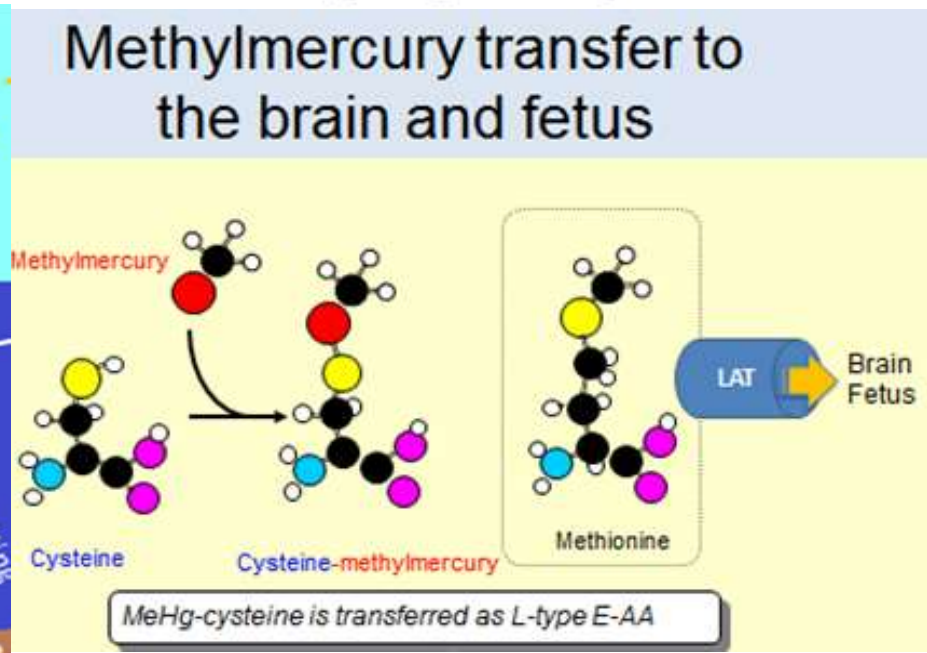 Methylmercury transfer to
the brain and fetus
Methylmercury
LAT
Brain
Fetus
Cysteine
Cysteine-methylmercury
Methionine
MeHg-cysteine is transferred as L-type E-AA